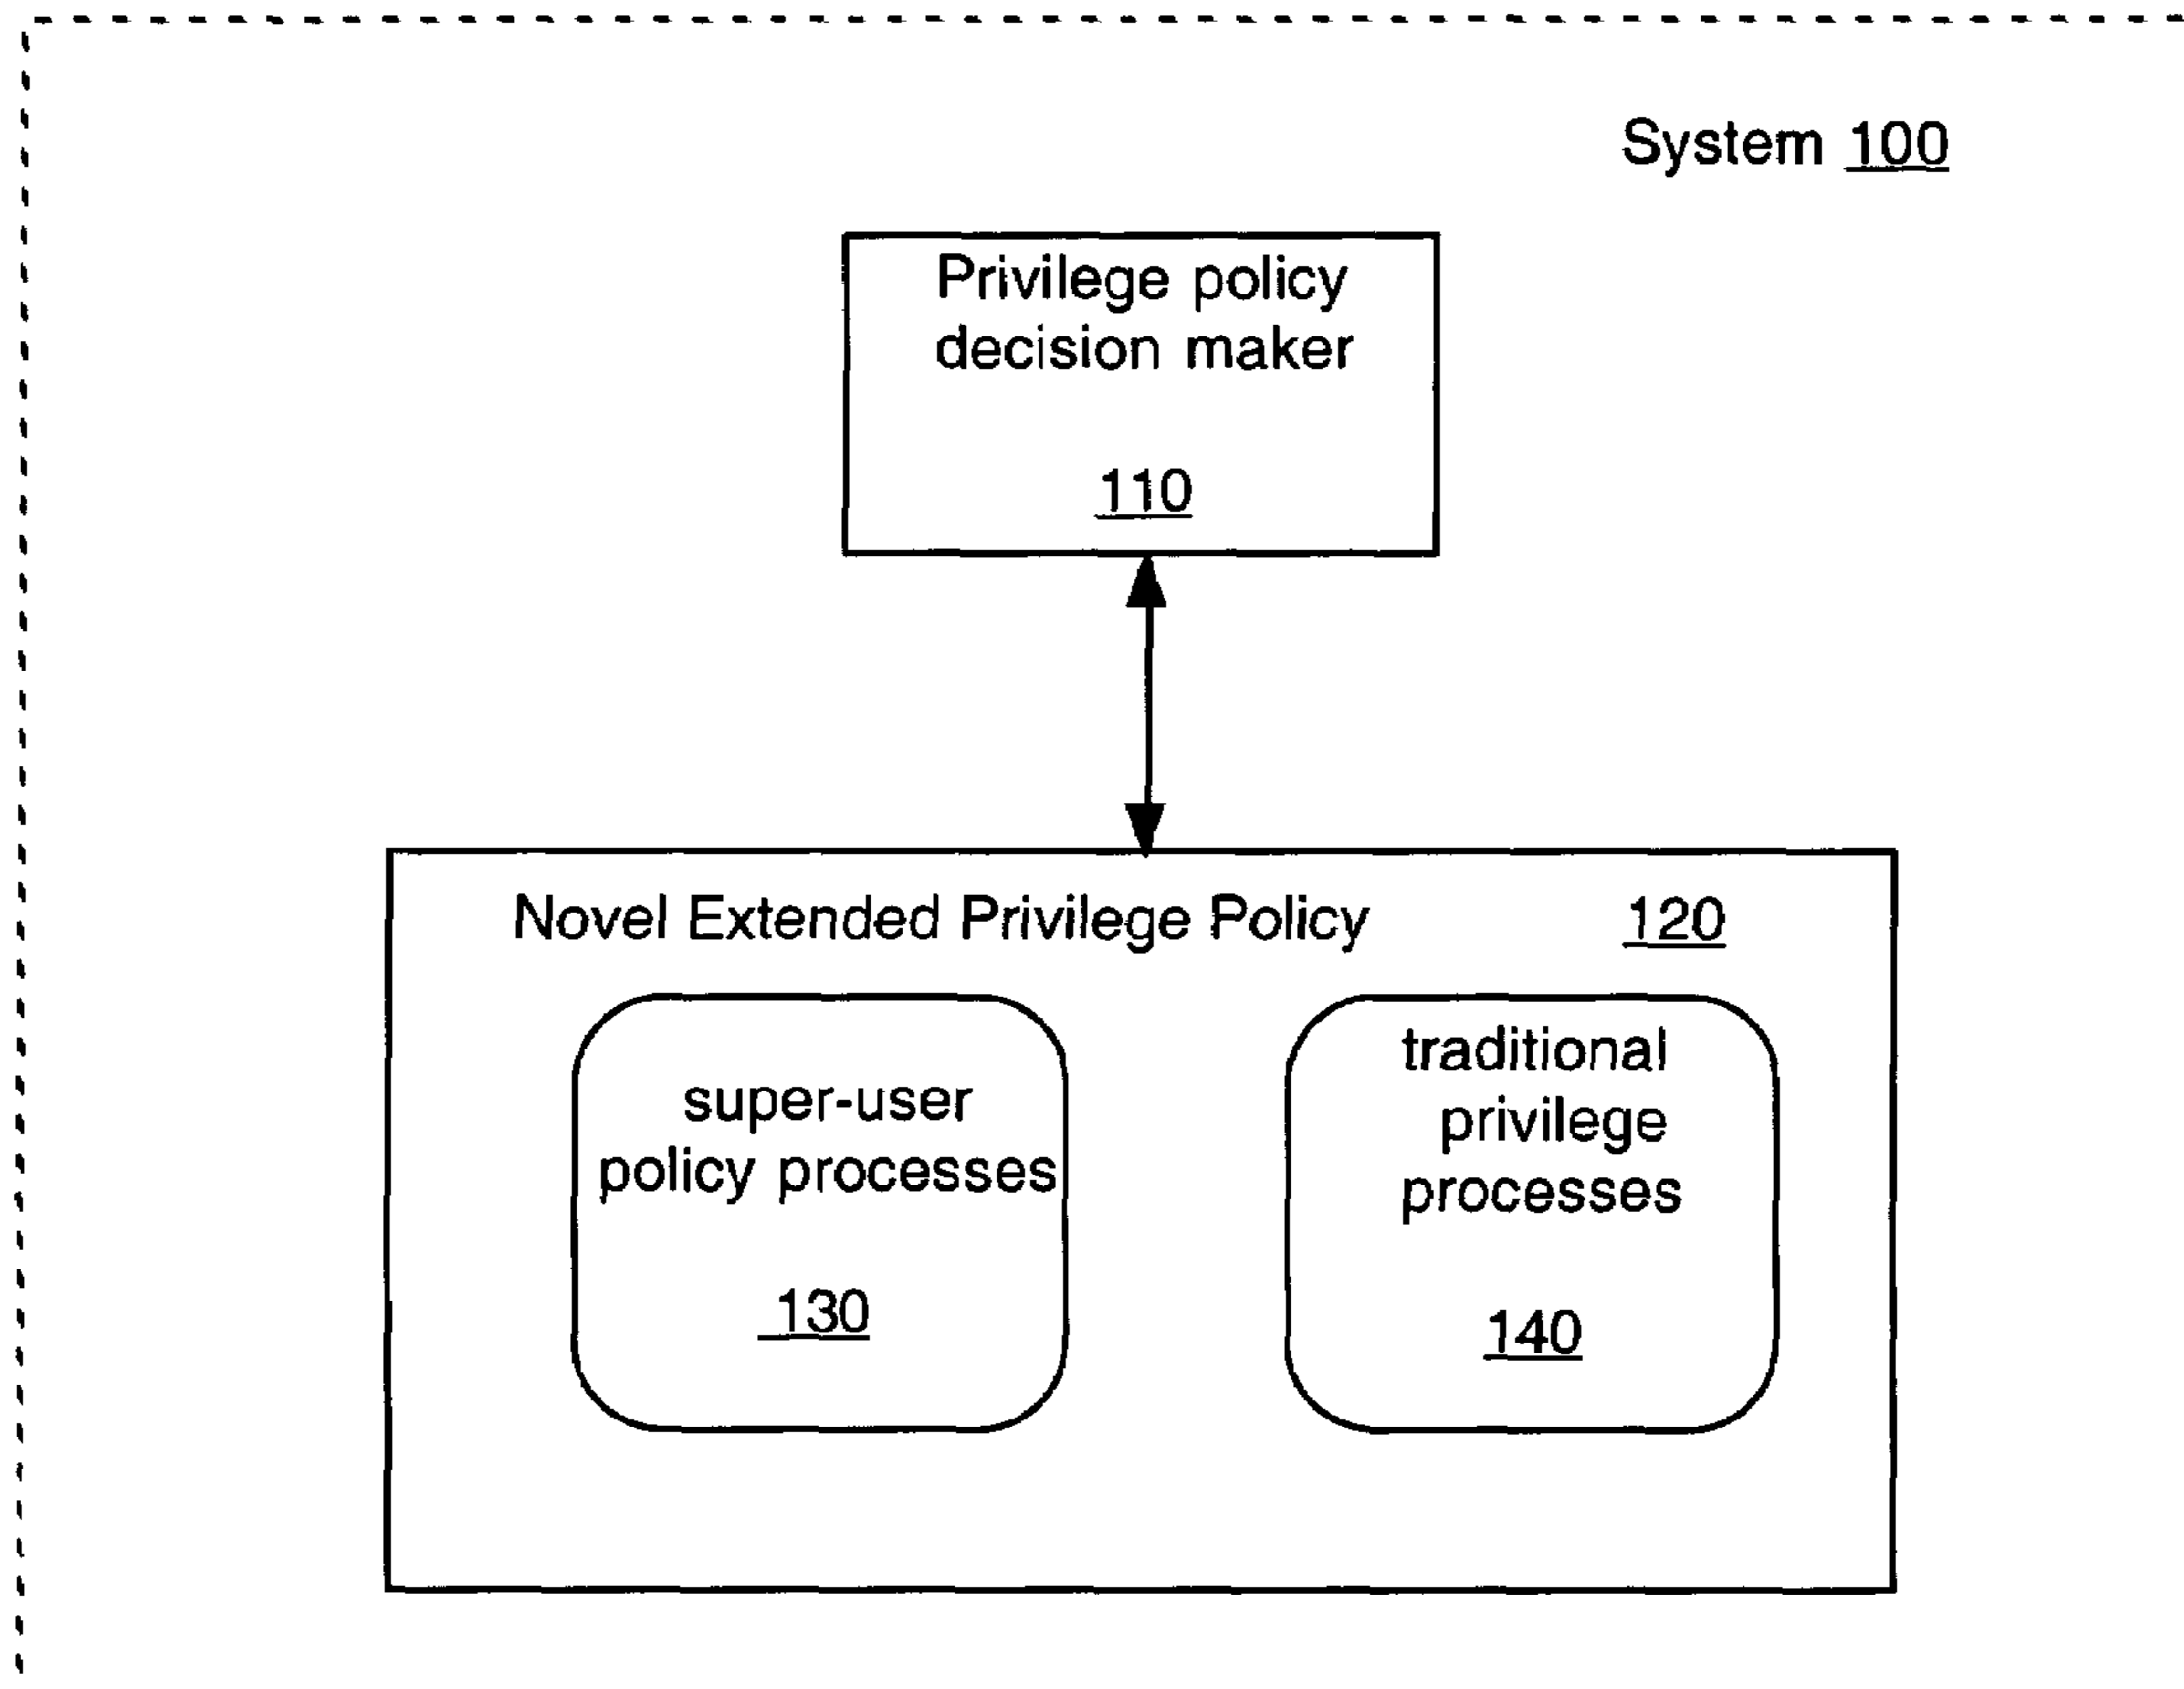 System 100
Privilege policy
decision maker
110
Novel Extended Privilege Policy 120
super-user
policy processes
130
traditional
privilege
processes
140